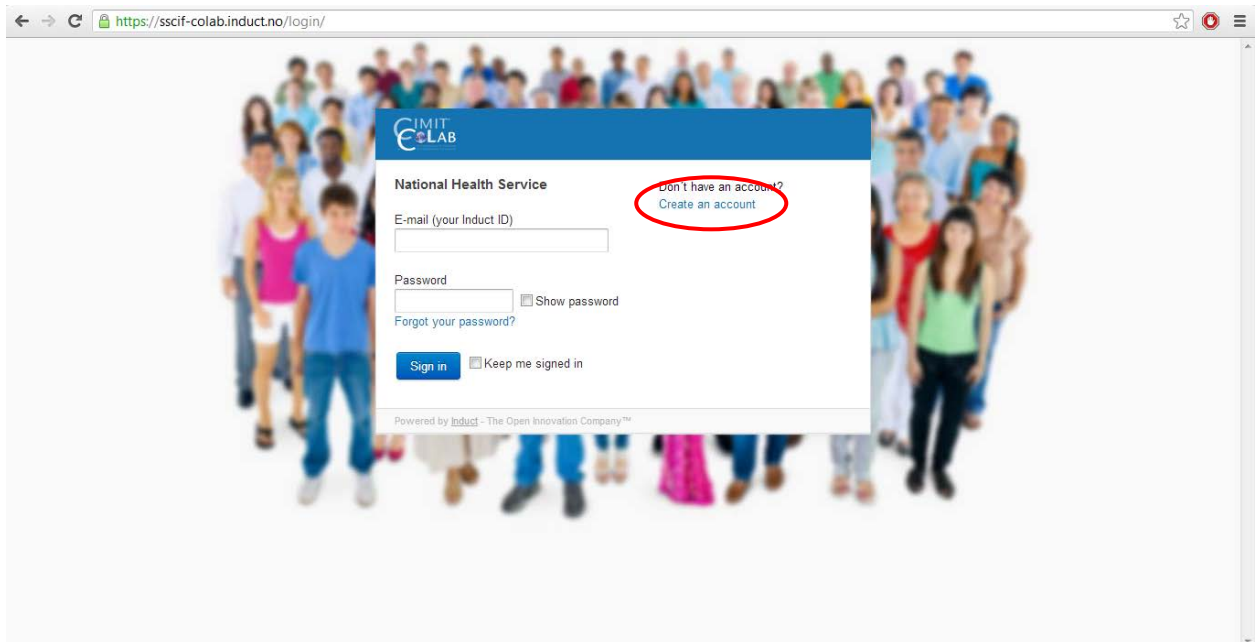 https://sscif-colab.induct.no/login/
CIMIT
CoLAB
National Health Service
Don't have an account?
Create an account
E-mail (your Induct ID)
Password
Show password
Forgot your password?
Sign in
Keep me signed in
Powered by Induct - The Open Innovation Company™